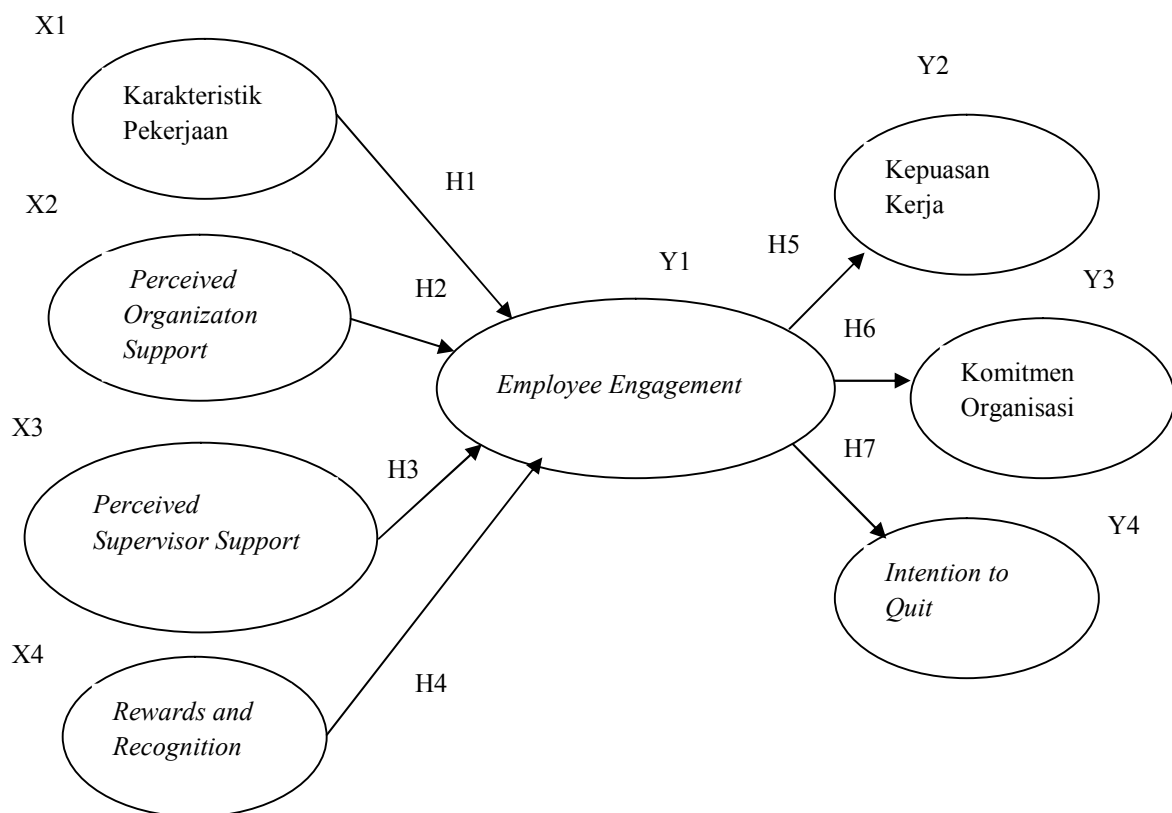 X1
Karakteristik
Pekerjaan
H1
X2
Perceived
Organizaton
Support
H2
X3
Perceived
Supervisor Support
H3
X4
Rewards and
Recognition
H4
Y1
Employee Engagement
Y2
Kepuasan
Kerja
H5
Y3
Komitmen
Organisasi
H6
Y4
Intention to
Quit
H7